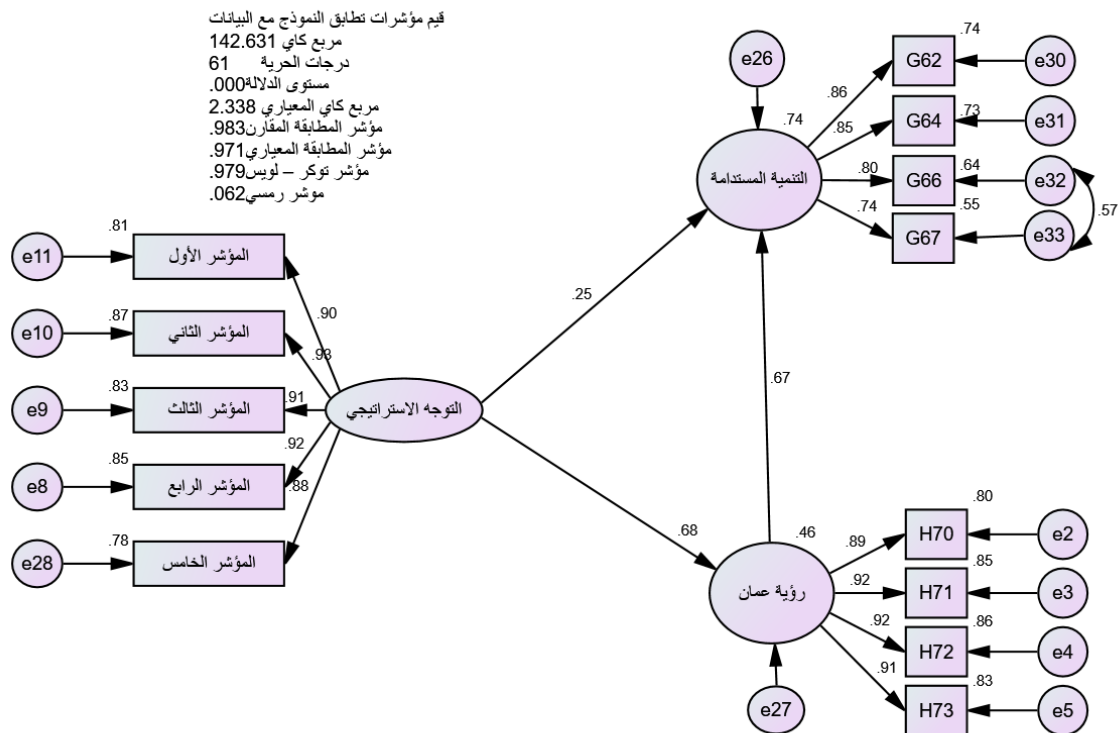 قيم مؤشرات تطابق النموذج مع البيانات
مربع كاي 142.631
درجات الحرية 61
مستوى الدلالة000.
مربع كاي المعياري 2.338
مؤشر المطابقة المقارن983.
مؤشر المطابقة المعياري971.
مؤشر توكر – لويس979.
موشر رمسي062.
e26
.74
G62
e30
.86
.74
.85
G64
.73
e31
التنمية المستدامة
.80
G66
.64
e32
.57
.74
G67
.55
e33
.81
e11
المؤشر الأول
.90
.25
.87
e10
المؤشر الثاني
.93
.67
.83
e9
المؤشر الثالث
.91
التوجه الاستراتيجي
.92
.85
e8
المؤشر الرابع
.88
.68
.78
e28
المؤشر الخامس
.46
.80
.89
H70
e2
.85
رؤية عمان
.92
H71
e3
.92
.86
H72
e4
.91
.83
H73
e5
e27